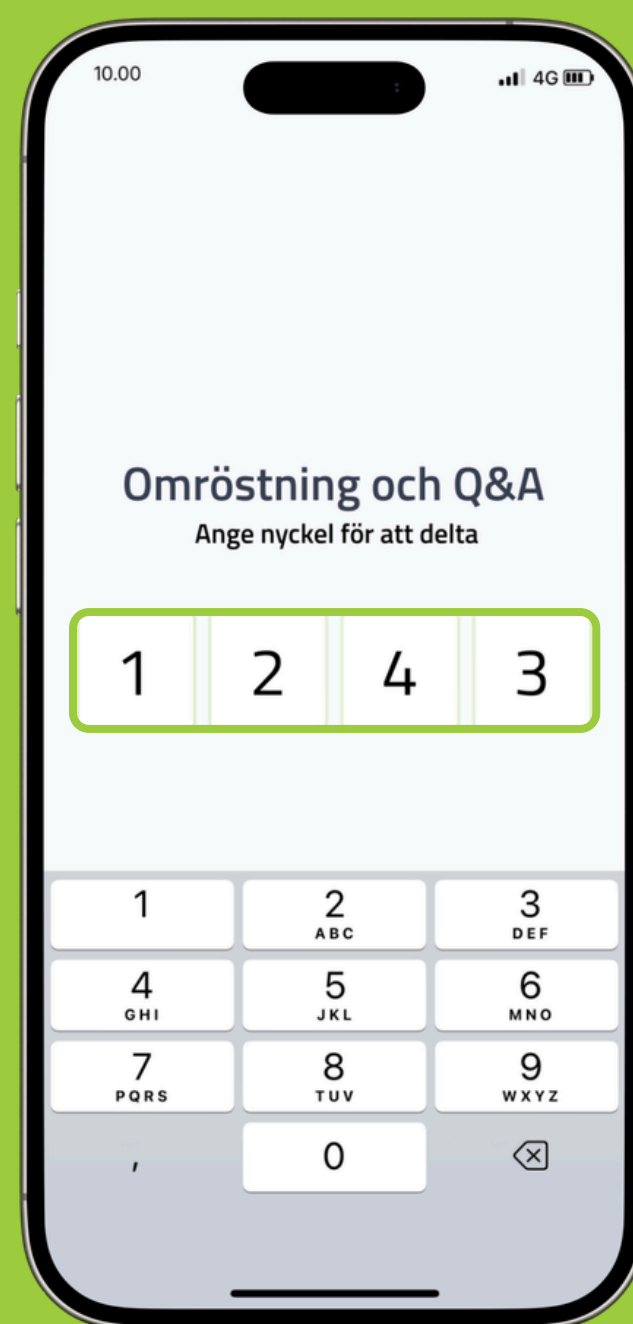 10.00 4G
Omröstning och Q&A
Ange nyckel för att delta
1 2 4 3
1 2 3
ABC DEF
4 5 6
GHI JKL MNO
7 8 9
PQRS TUV WXYZ
, 0